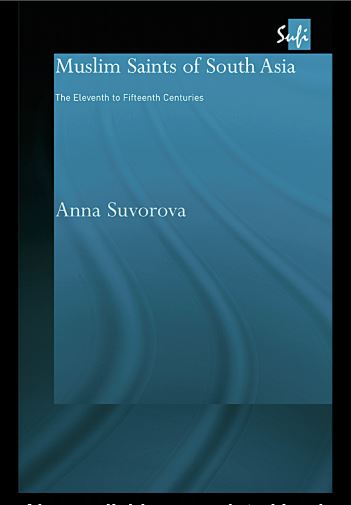 Sufi
Muslim Saints of South Asia
The Eleventh to Fifteenth Centuries
Anna Suvorova